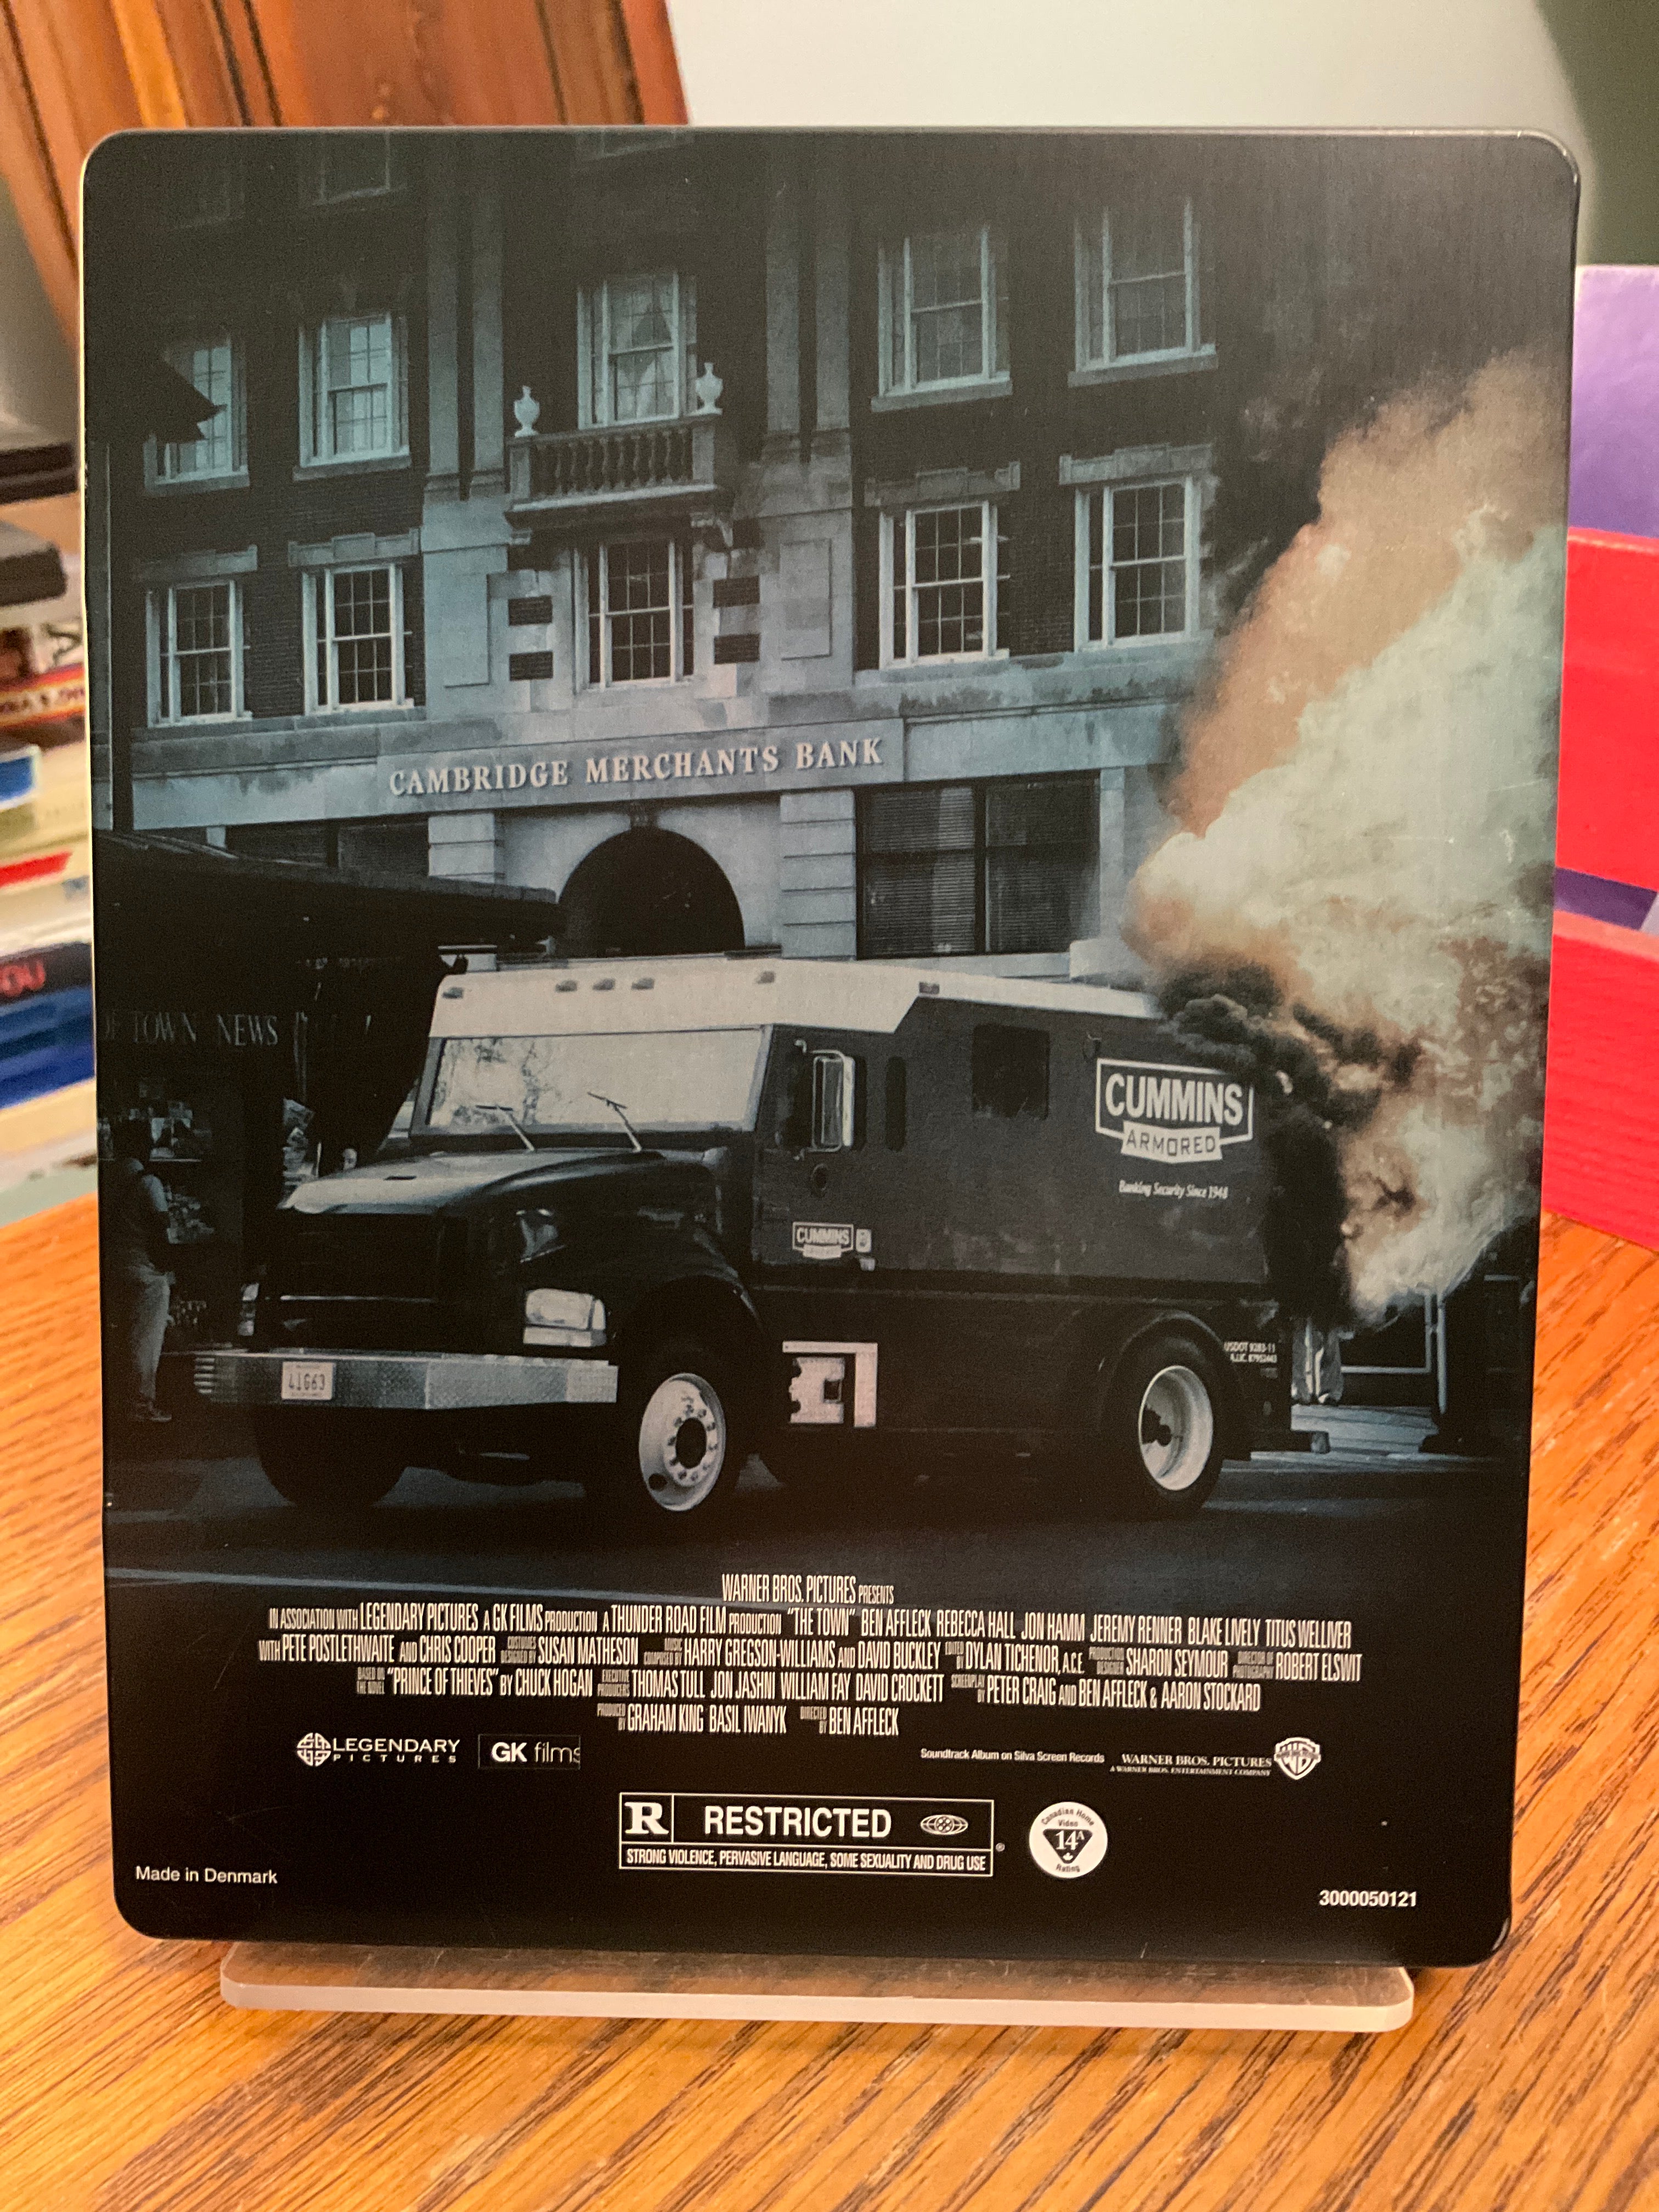 CAMBRIDGE MERCHANTS BANK
TOWN NEWS
CUMMINS
ARMORED
Banking Security Since 1948
CUMMINS
41663
WARNER BROS. PICTURES PRESENTS
IN ASSOCIATION WITH LEGENDARY PICTURES A GK FILMS PRODUCTION A THUNDER ROAD FILM PRODUCTION "THE TOWN" BEN AFFLECK REBECCA HALL JON HAMM JEREMY RENNER BLAKE LIVELY TITUS WELLIVER
WITH PETE POSTLETHWAITE AND CHRIS COOPER COSTUMES DESIGNED BY SUSAN MATHESON MUSIC COMPOSED BY HARRY GREGSON-WILLIAMS AND DAVID BUCKLEY EDITED BY DYLAN TICHENOR, A.C.E. PRODUCTION DESIGNER SHARON SEYMOUR DIRECTOR OF PHOTOGRAPHY ROBERT ELSWIT
BASED ON THE NOVEL "PRINCE OF THIEVES" BY CHUCK HOGAN EXECUTIVE PRODUCERS THOMAS TULL JON JASHNI WILLIAM FAY DAVID CROCKETT SCREENPLAY BY PETER CRAIG AND BEN AFFLECK & AARON STOCKARD
PRODUCED BY GRAHAM KING BASIL IWANYK DIRECTED BY BEN AFFLECK
LEGENDARY
PICTURES
GK films
Soundtrack Album on Silva Screen Records
WARNER BROS. PICTURES
A WARNER BROS. ENTERTAINMENT COMPANY
R RESTRICTED ®
STRONG VIOLENCE, PERVASIVE LANGUAGE, SOME SEXUALITY AND DRUG USE
Canadian Home
Video
14A
Rating
Made in Denmark
3000050121